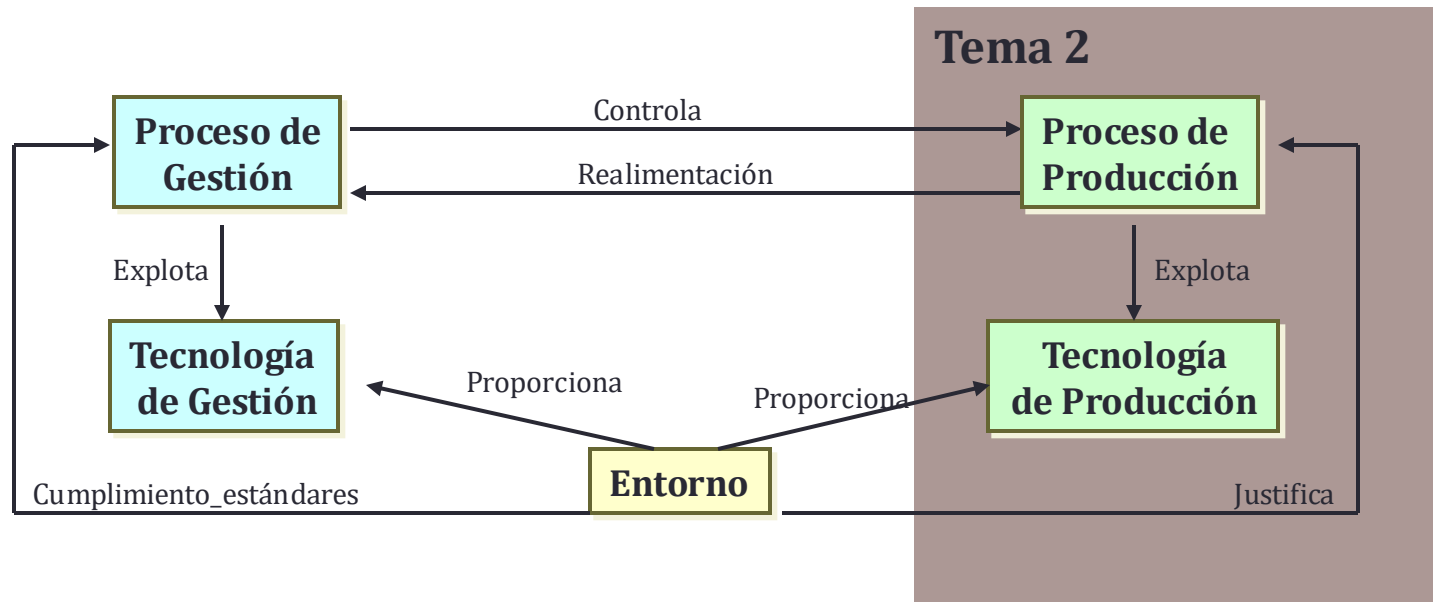 Tema 2
Controla
Proceso de
Gestión
Proceso de
Producción
Realimentación
Explota
Explota
Tecnología
de Gestión
Tecnología
de Producción
Proporciona
Proporciona
Entorno
Cumplimiento_estándares
Justifica